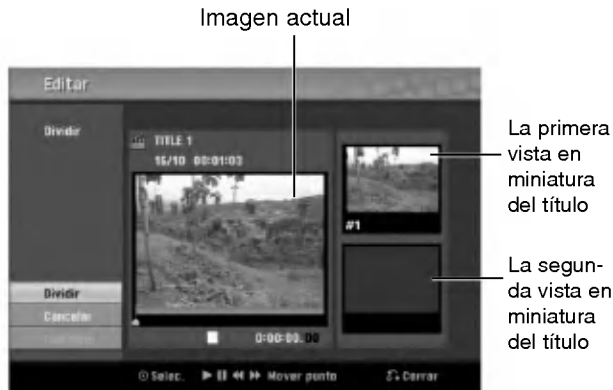 Imagen actual
Editar
Dividir
TITLE 1
16/10 00:01:03
La primera
vista en
miniatura
del título
#1
La segun-
da vista en
miniatura
del título
Dividir
Cancelar
0:00:00.00
Selec.
Mover punto
Cerrar